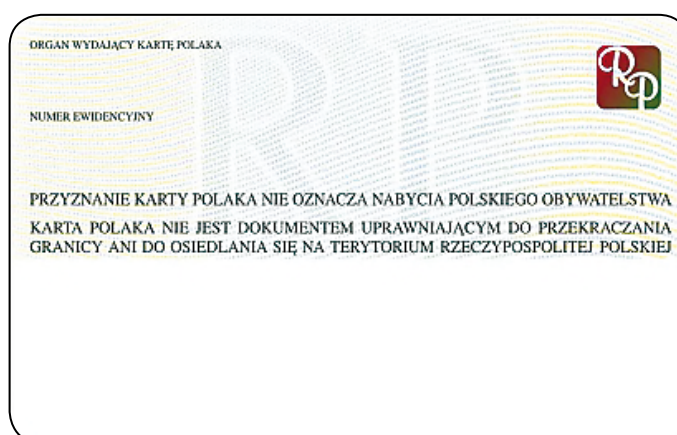 ORGAN WYDAJĄCY KARTĘ POLAKA
RP
NUMER EWIDENCYJNY
PRZYZNANIE KARTY POLAKA NIE OZNACZA NABYCIA POLSKIEGO OBYWATELSTWA
KARTA POLAKA NIE JEST DOKUMENTEM UPRAWNIAJĄCYM DO PRZEKRACZANIA
GRANICY ANI DO OSIEDLANIA SIĘ NA TERYTORIUM RZECZYPOSPOLITEJ POLSKIEJ